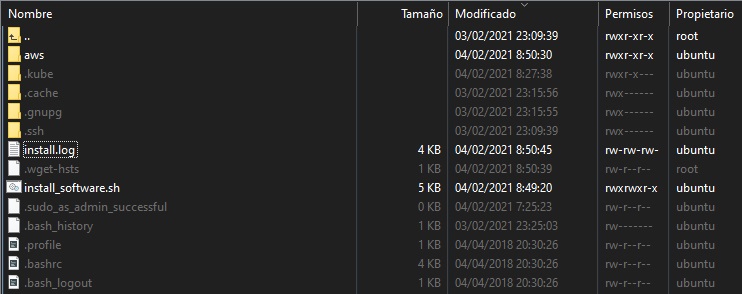 Nombre Tamaño Modificado Permisos Propietario
.. 03/02/2021 23:09:39 rwxr-xr-x root
aws 04/02/2021 8:50:30 rwxr-xr-x ubuntu
.kube 04/02/2021 8:27:38 rwxr-x--- ubuntu
.cache 03/02/2021 23:15:56 rwx------ ubuntu
.gnupg 03/02/2021 23:15:55 rwx------ ubuntu
.ssh 03/02/2021 23:09:39 rwx------ ubuntu
install.log 4 KB 04/02/2021 8:50:45 rw-rw-rw- ubuntu
.wget-hsts 1 KB 04/02/2021 8:50:39 rw-r--r-- root
install_software.sh 5 KB 04/02/2021 8:49:20 rwxrwxr-x ubuntu
.sudo_as_admin_successful 0 KB 04/02/2021 7:25:23 rw-r--r-- ubuntu
.bash_history 1 KB 03/02/2021 23:25:03 rw------- ubuntu
.profile 1 KB 04/04/2018 20:30:26 rw-r--r-- ubuntu
.bashrc 4 KB 04/04/2018 20:30:26 rw-r--r-- ubuntu
.bash_logout 1 KB 04/04/2018 20:30:26 rw-r--r-- ubuntu